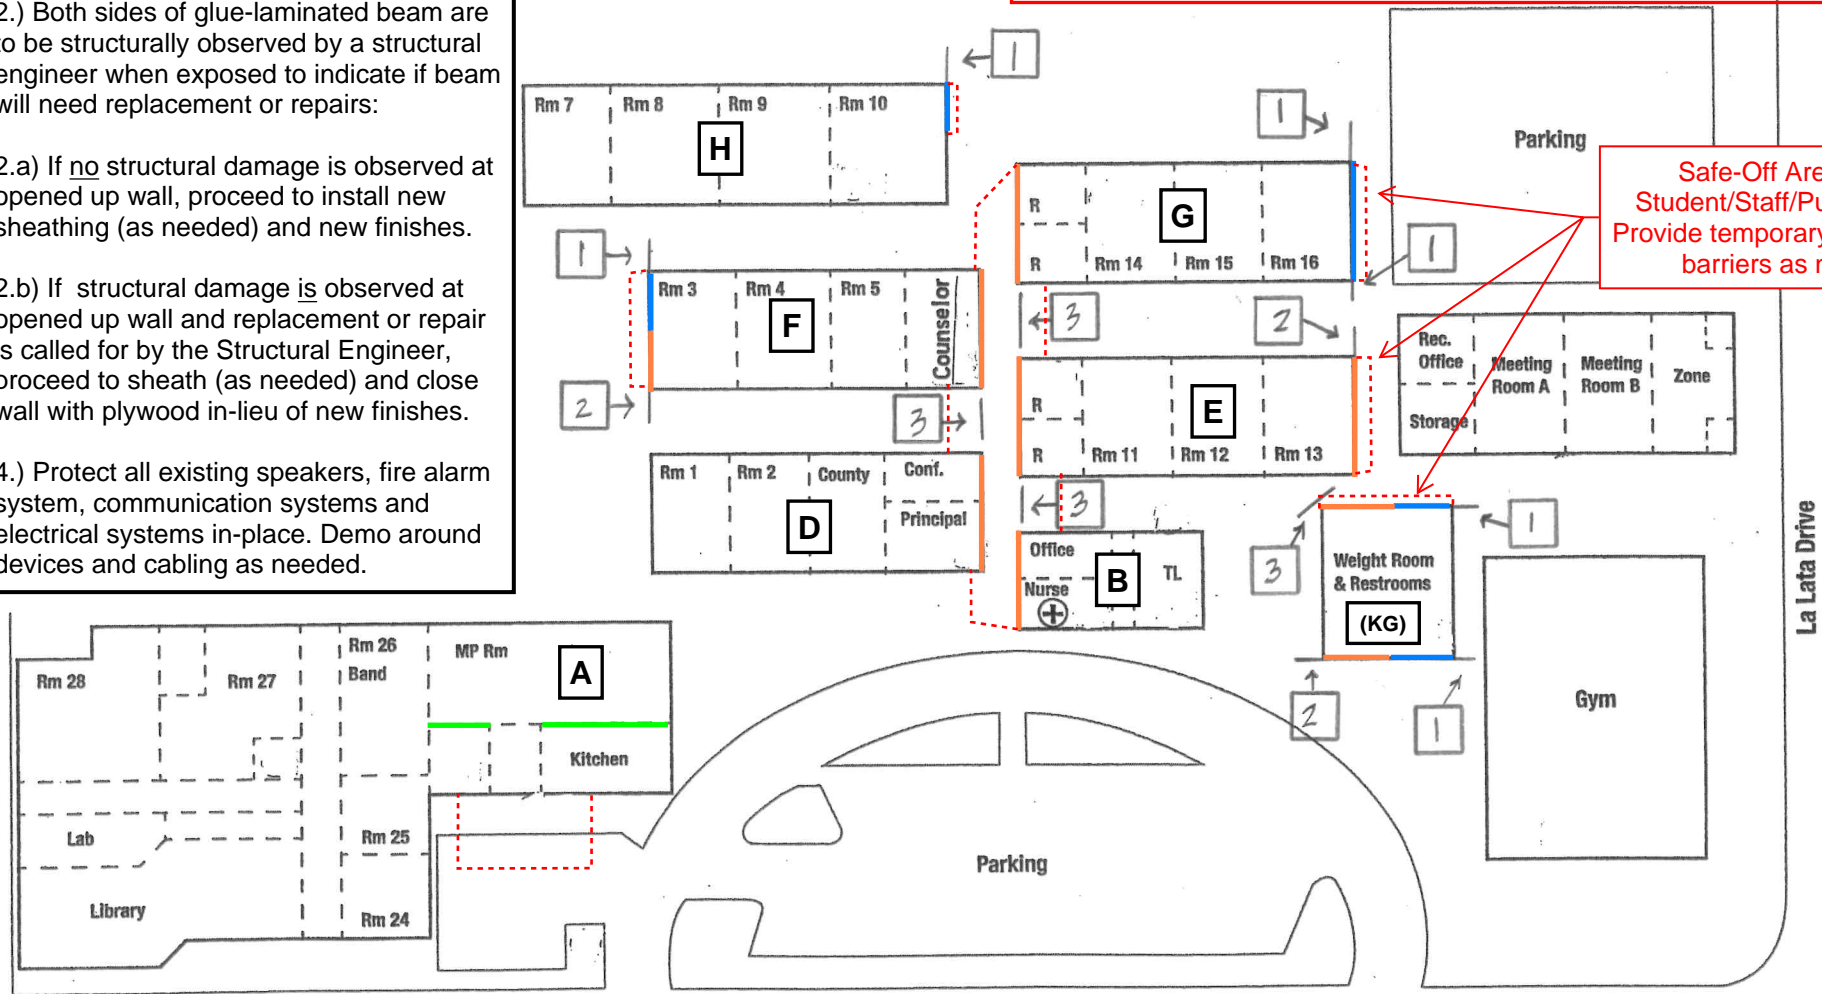 2.) Both sides of glue-laminated beam are
to be structurally observed by a structural
engineer when exposed to indicate if beam
will need replacement or repairs:
2.a) If no structural damage is observed at
opened up wall, proceed to install new
sheathing (as needed) and new finishes.
2.b) If structural damage is observed at
opened up wall and replacement or repair
is called for by the Structural Engineer,
proceed to sheath (as needed) and close
wall with plywood in-lieu of new finishes.
4.) Protect all existing speakers, fire alarm
system, communication systems and
electrical systems in-place. Demo around
devices and cabling as needed.
1
Rm 7
Rm 8
Rm 9
Rm 10
H
1
Parking
Safe-Off Are
Student/Staff/Pu
Provide temporary
barriers as
R
R
G
Rm 14
Rm 15
Rm 16
1
1
Rm 3
Rm 4
Rm 5
Counselor
F
2
3
3
2
R
R
E
Rm 11
Rm 12
Rm 13
Rec.
Office
Storage
Meeting
Room A
Meeting
Room B
Zone
Rm 1
Rm 2
County
Conf.
Principal
D
3
Office
Nurse
B
TL
3
1
Weight Room
& Restrooms
(KG)
2
1
La Lata Drive
Gym
Rm 28
Rm 27
Rm 26
Band
MP Rm
A
Kitchen
Lab
Rm 25
Library
Rm 24
Parking